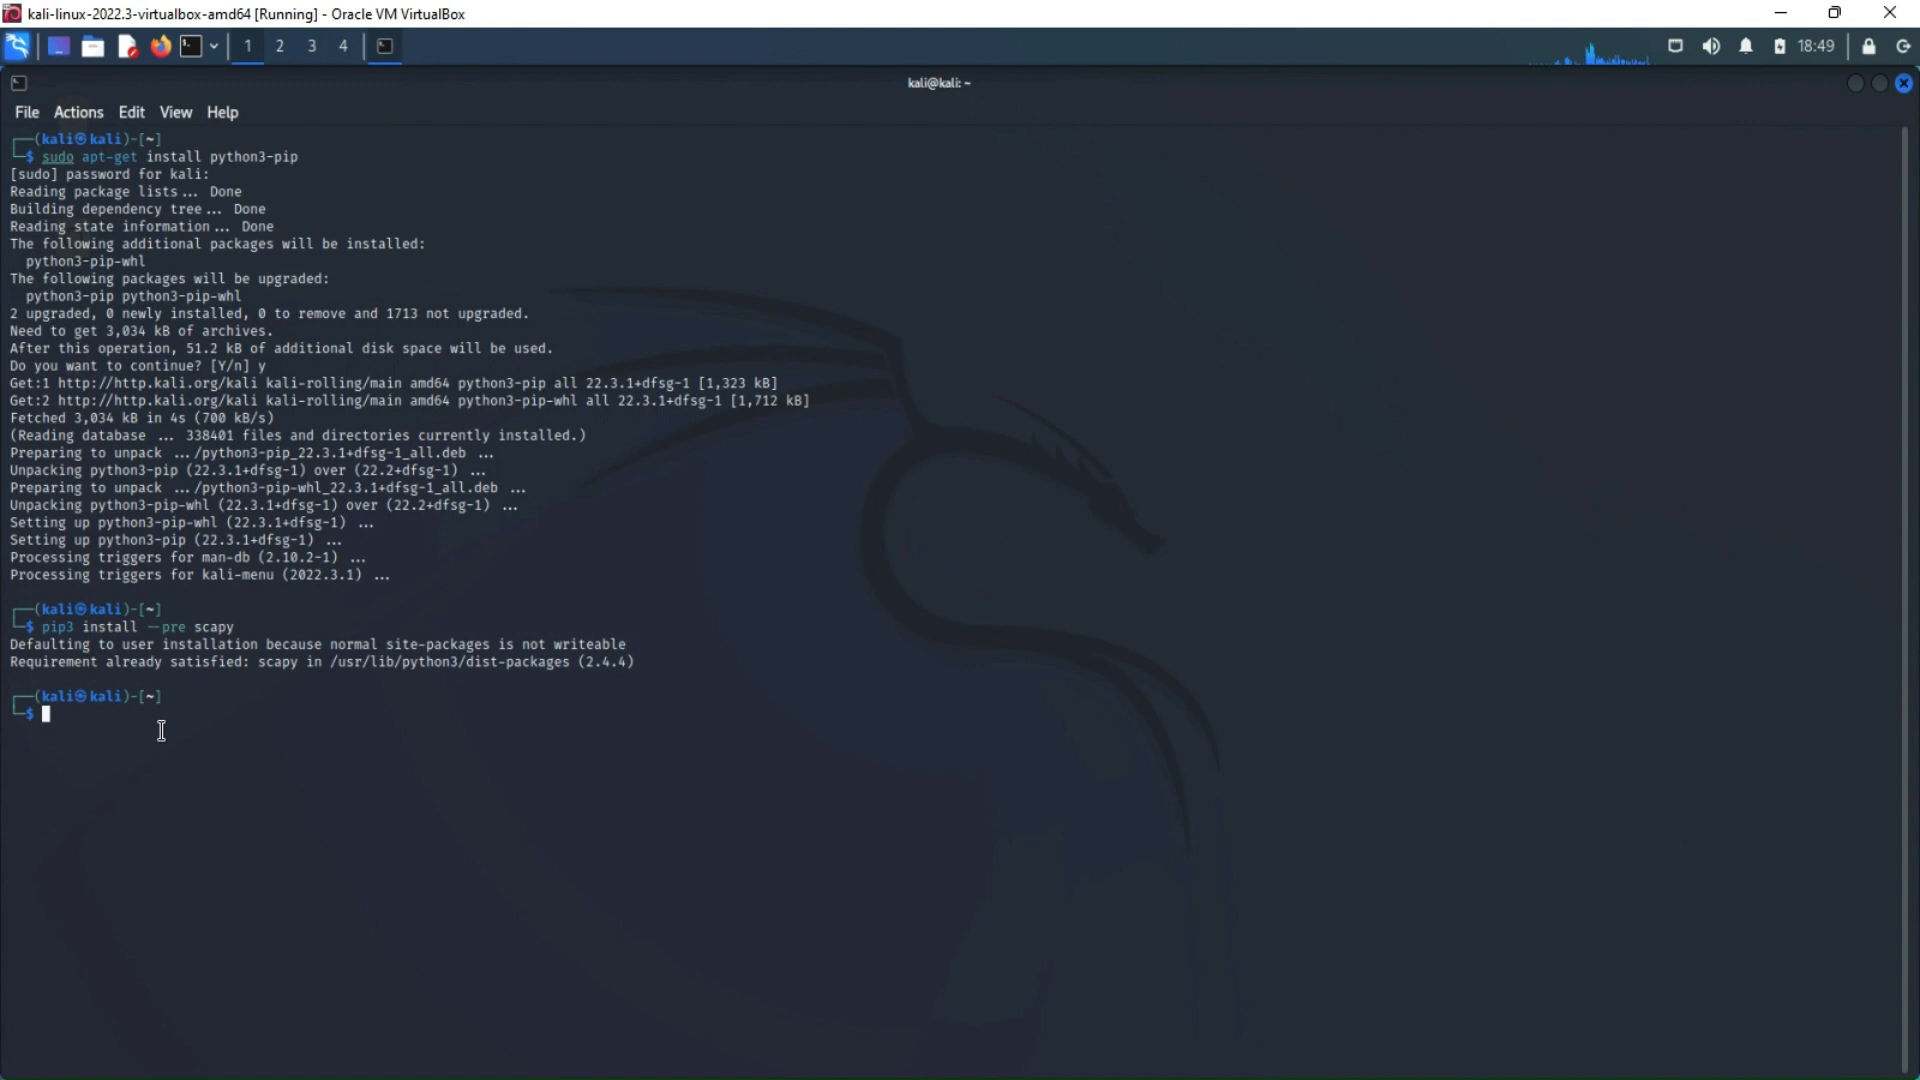 kali-linux-2022.3-virtualbox-amd64 [Running] - Oracle VM VirtualBox
1 2 3 4 18:49
kali@kali: ~
File Actions Edit View Help
┌──(kali㉿kali)-[~]
└─$ sudo apt-get install python3-pip
[sudo] password for kali:
Reading package lists... Done
Building dependency tree... Done
Reading state information... Done
The following additional packages will be installed:
python3-pip-whl
The following packages will be upgraded:
python3-pip python3-pip-whl
2 upgraded, 0 newly installed, 0 to remove and 1713 not upgraded.
Need to get 3,034 kB of archives.
After this operation, 51.2 kB of additional disk space will be used.
Do you want to continue? [Y/n] y
Get:1 http://http.kali.org/kali kali-rolling/main amd64 python3-pip all 22.3.1+dfsg-1 [1,323 kB]
Get:2 http://http.kali.org/kali kali-rolling/main amd64 python3-pip-whl all 22.3.1+dfsg-1 [1,712 kB]
Fetched 3,034 kB in 4s (700 kB/s)
(Reading database ... 338401 files and directories currently installed.)
Preparing to unpack .../python3-pip_22.3.1+dfsg-1_all.deb ...
Unpacking python3-pip (22.3.1+dfsg-1) over (22.2+dfsg-1) ...
Preparing to unpack .../python3-pip-whl_22.3.1+dfsg-1_all.deb ...
Unpacking python3-pip-whl (22.3.1+dfsg-1) over (22.2+dfsg-1) ...
Setting up python3-pip-whl (22.3.1+dfsg-1) ...
Setting up python3-pip (22.3.1+dfsg-1) ...
Processing triggers for man-db (2.10.2-1) ...
Processing triggers for kali-menu (2022.3.1) ...
┌──(kali㉿kali)-[~]
└─$ pip3 install --pre scapy
Defaulting to user installation because normal site-packages is not writeable
Requirement already satisfied: scapy in /usr/lib/python3/dist-packages (2.4.4)
┌──(kali㉿kali)-[~]
└─$